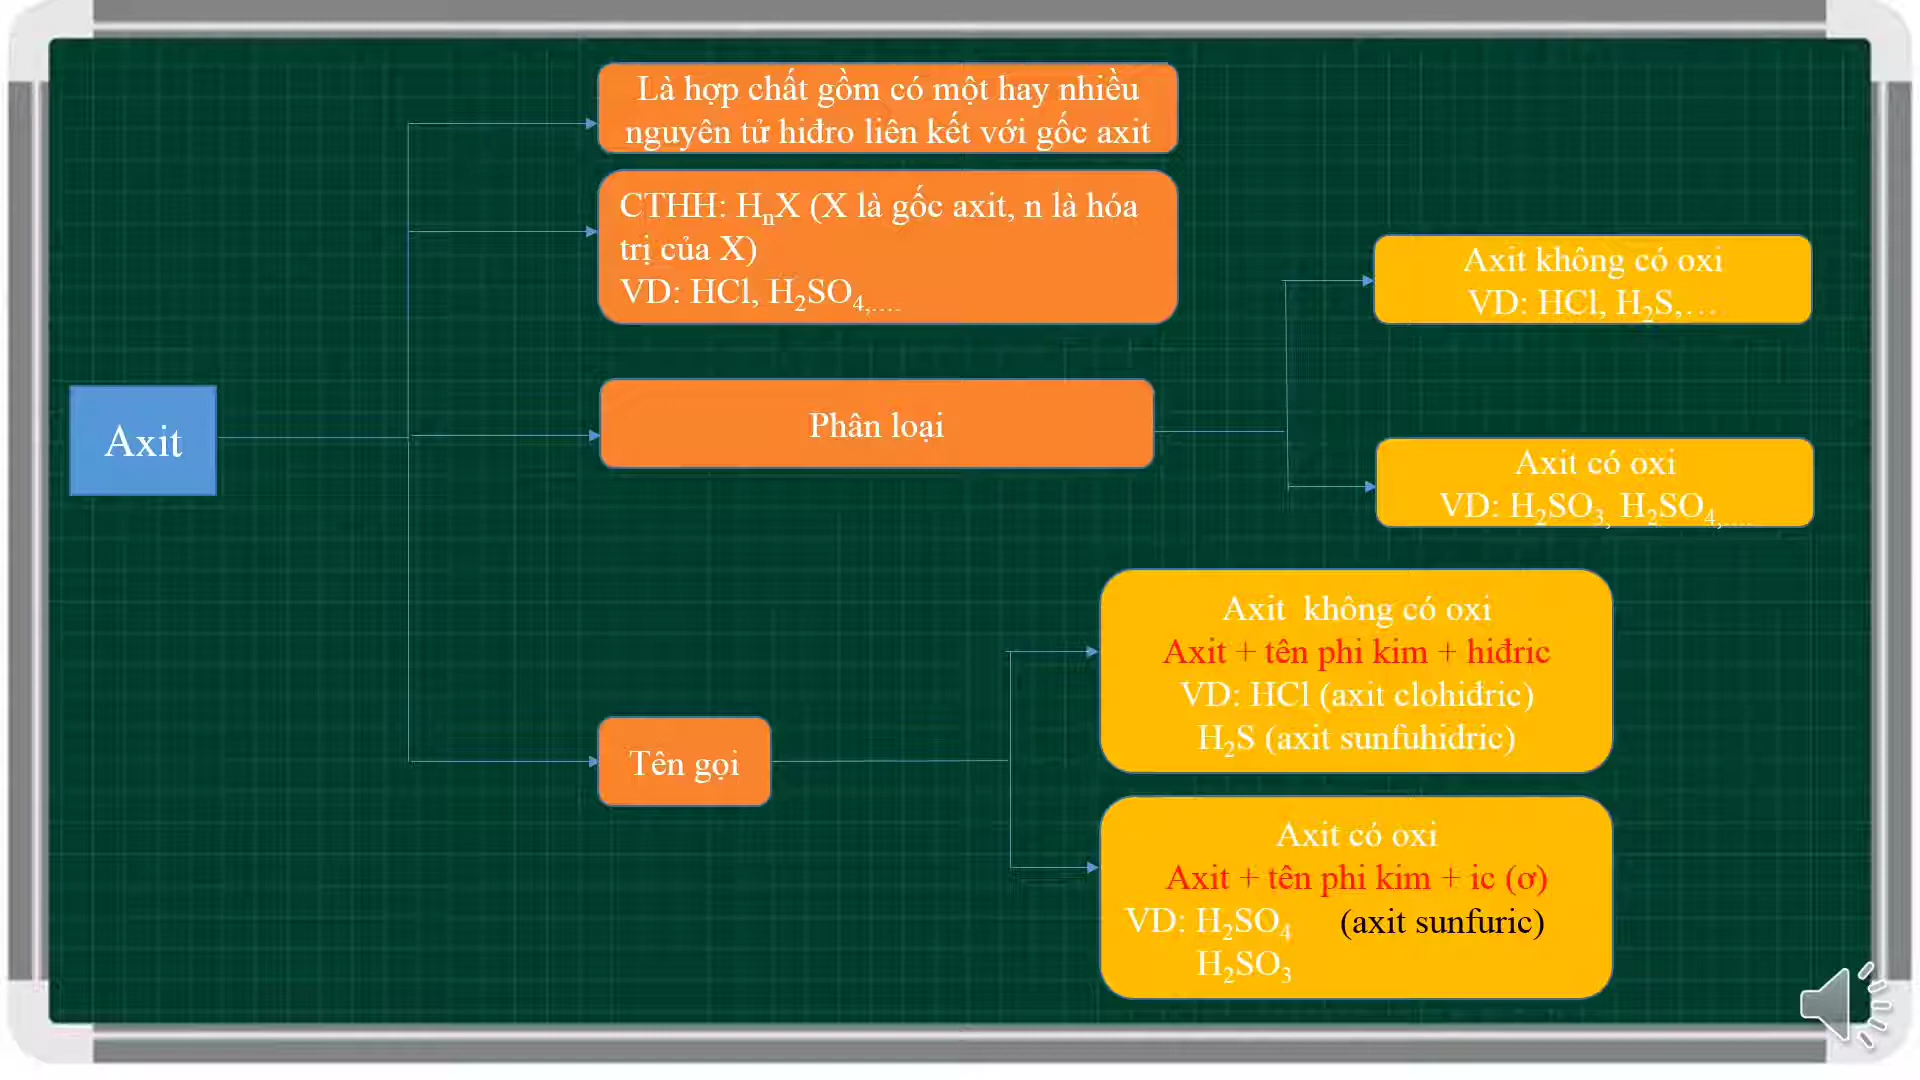 Axit
Là hợp chất gồm có một hay nhiều
nguyên tử hiđro liên kết với gốc axit
CTHH: HₙX (X là gốc axit, n là hóa
trị của X)
VD: HCl, H₂SO₄,....
Phân loại
Axit không có oxi
VD: HCl, H₂S,…
Axit có oxi
VD: H₂SO₃, H₂SO₄,....
Tên gọi
Axit không có oxi
Axit + tên phi kim + hiđric
VD: HCl (axit clohiđric)
H₂S (axit sunfuhidric)
Axit có oxi
Axit + tên phi kim + ic (ơ)
VD: H₂SO₄ (axit sunfuric)
H₂SO₃